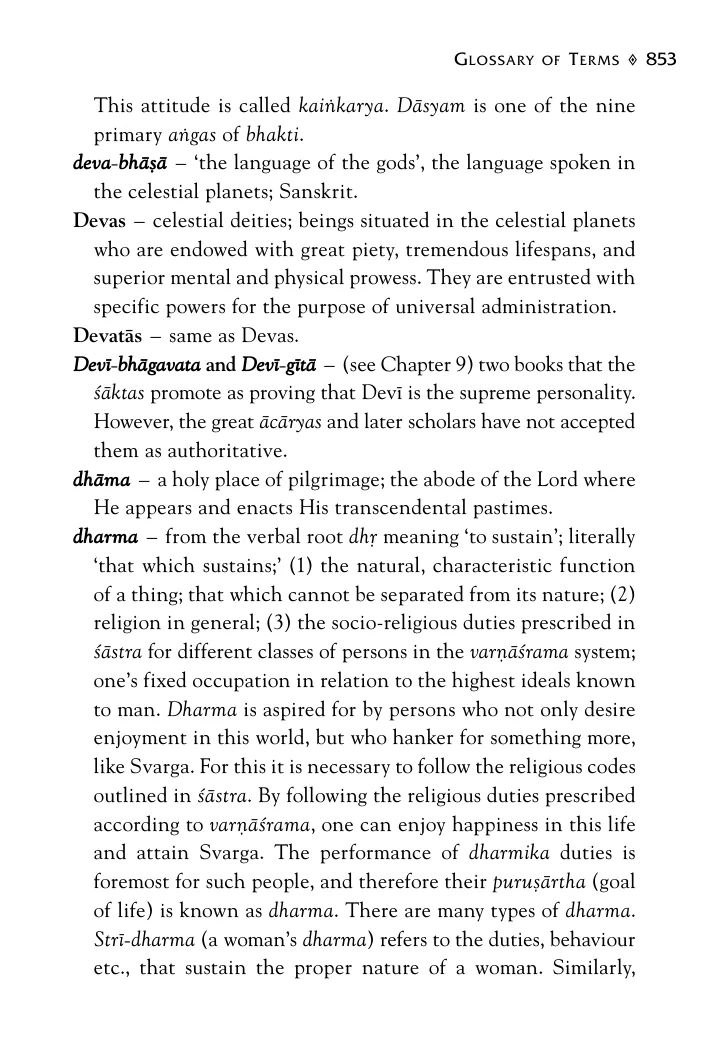 Glossary of Terms ◊ 853
This attitude is called kaiṅkarya. Dāsyam is one of the nine
primary aṅgas of bhakti.
deva-bhāṣā – ‘the language of the gods’, the language spoken in
the celestial planets; Sanskrit.
Devas – celestial deities; beings situated in the celestial planets
who are endowed with great piety, tremendous lifespans, and
superior mental and physical prowess. They are entrusted with
specific powers for the purpose of universal administration.
Devatās – same as Devas.
Devī-bhāgavata and Devī-gītā – (see Chapter 9) two books that the
śāktas promote as proving that Devī is the supreme personality.
However, the great ācāryas and later scholars have not accepted
them as authoritative.
dhāma – a holy place of pilgrimage; the abode of the Lord where
He appears and enacts His transcendental pastimes.
dharma – from the verbal root dhṛ meaning ‘to sustain’; literally
‘that which sustains;’ (1) the natural, characteristic function
of a thing; that which cannot be separated from its nature; (2)
religion in general; (3) the socio-religious duties prescribed in
śāstra for different classes of persons in the varṇāśrama system;
one’s fixed occupation in relation to the highest ideals known
to man. Dharma is aspired for by persons who not only desire
enjoyment in this world, but who hanker for something more,
like Svarga. For this it is necessary to follow the religious codes
outlined in śāstra. By following the religious duties prescribed
according to varṇāśrama, one can enjoy happiness in this life
and attain Svarga. The performance of dharmika duties is
foremost for such people, and therefore their puruṣārtha (goal
of life) is known as dharma. There are many types of dharma.
Strī-dharma (a woman’s dharma) refers to the duties, behaviour
etc., that sustain the proper nature of a woman. Similarly,